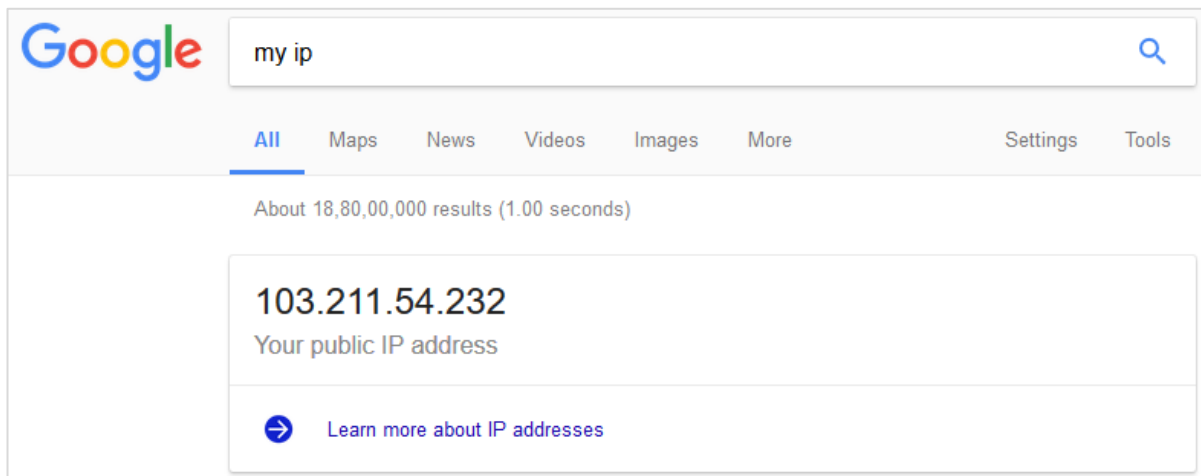 Google
my ip
All Maps News Videos Images More Settings Tools
About 18,80,00,000 results (1.00 seconds)
103.211.54.232
Your public IP address
Learn more about IP addresses